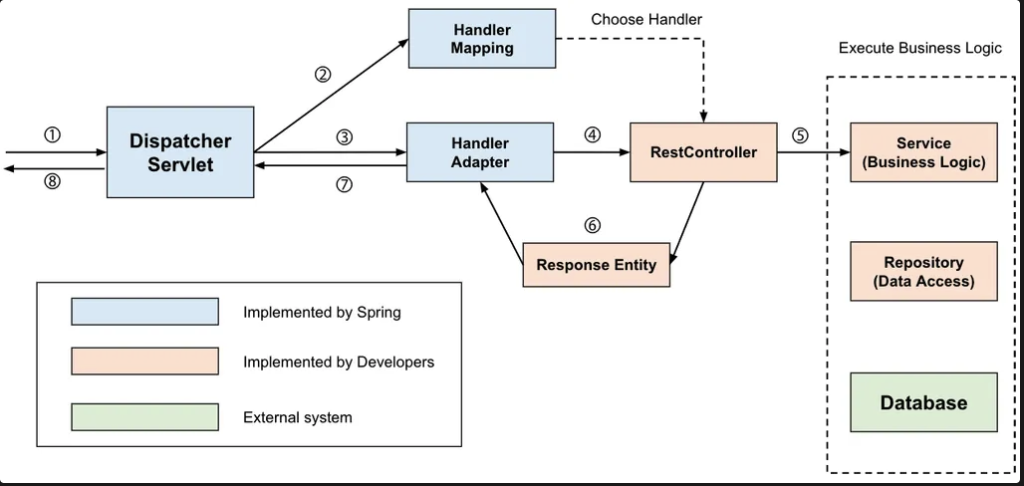 Handler
Mapping
Choose Handler
Execute Business Logic
②
①
Dispatcher
Servlet
③
Handler
Adapter
④
RestController
⑤
Service
(Business Logic)
⑧
⑦
⑥
Response Entity
Repository
(Data Access)
Implemented by Spring
Implemented by Developers
External system
Database